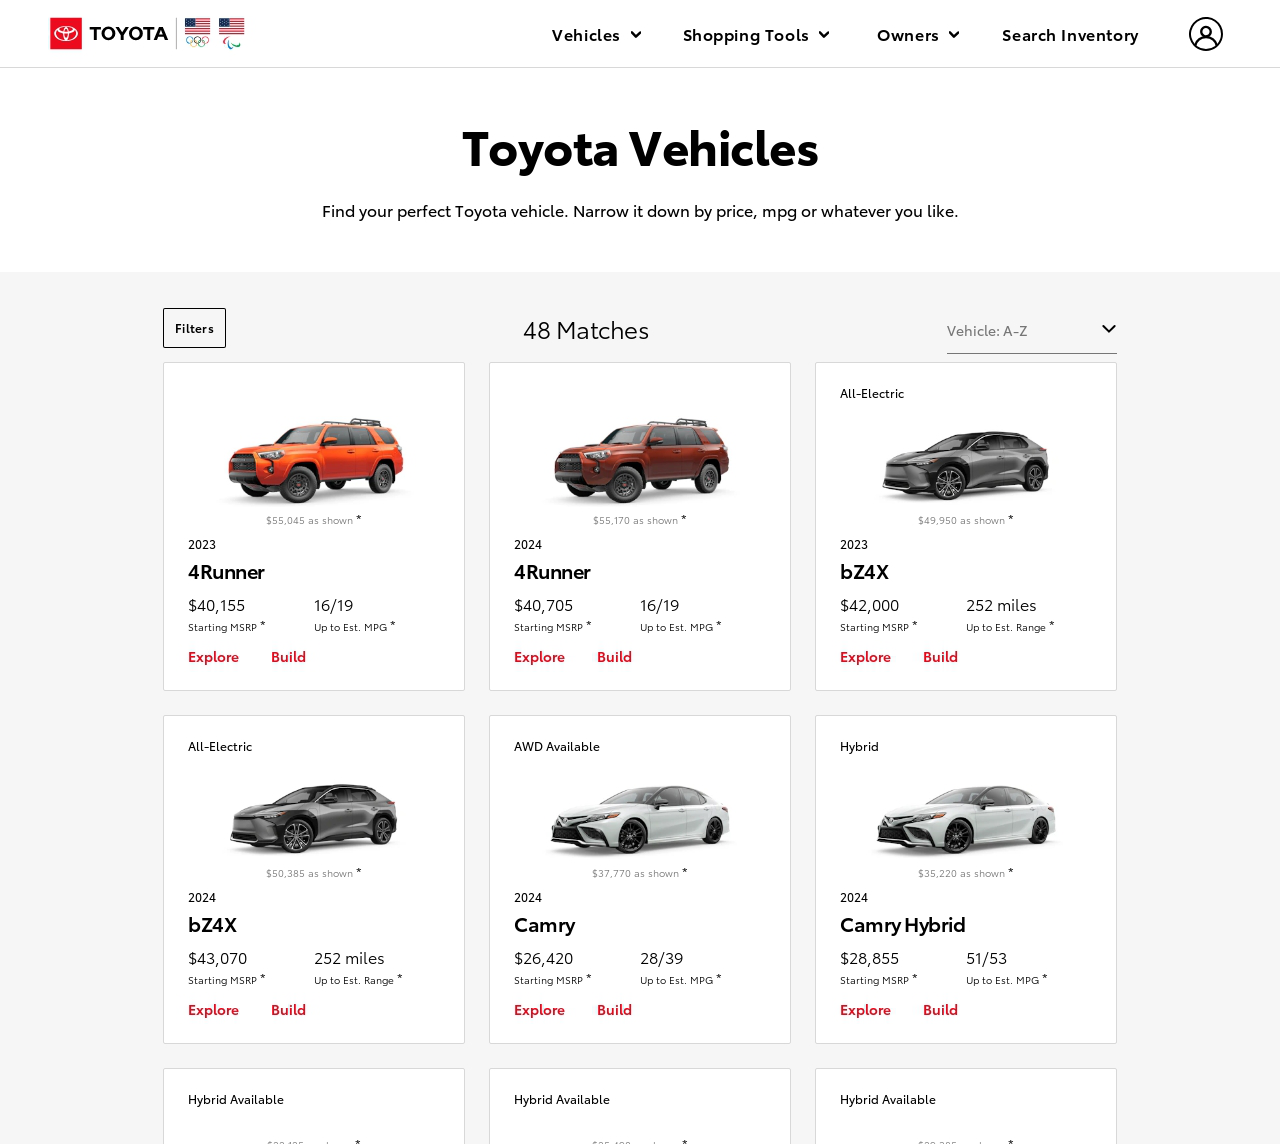 TOYOTA
Vehicles
Shopping Tools
Owners
Search Inventory
Toyota Vehicles
Find your perfect Toyota vehicle. Narrow it down by price, mpg or whatever you like.
Filters
48 Matches
Vehicle: A-Z
$55,045 as shown *
2023
4Runner
$40,155
16/19
Starting MSRP *
Up to Est. MPG *
Explore
Build
$55,170 as shown *
2024
4Runner
$40,705
16/19
Starting MSRP *
Up to Est. MPG *
Explore
Build
All-Electric
$49,950 as shown *
2023
bZ4X
$42,000
252 miles
Starting MSRP *
Up to Est. Range *
Explore
Build
All-Electric
$50,385 as shown *
2024
bZ4X
$43,070
252 miles
Starting MSRP *
Up to Est. Range *
Explore
Build
AWD Available
$37,770 as shown *
2024
Camry
$26,420
28/39
Starting MSRP *
Up to Est. MPG *
Explore
Build
Hybrid
$35,220 as shown *
2024
Camry Hybrid
$28,855
51/53
Starting MSRP *
Up to Est. MPG *
Explore
Build
Hybrid Available
Hybrid Available
Hybrid Available